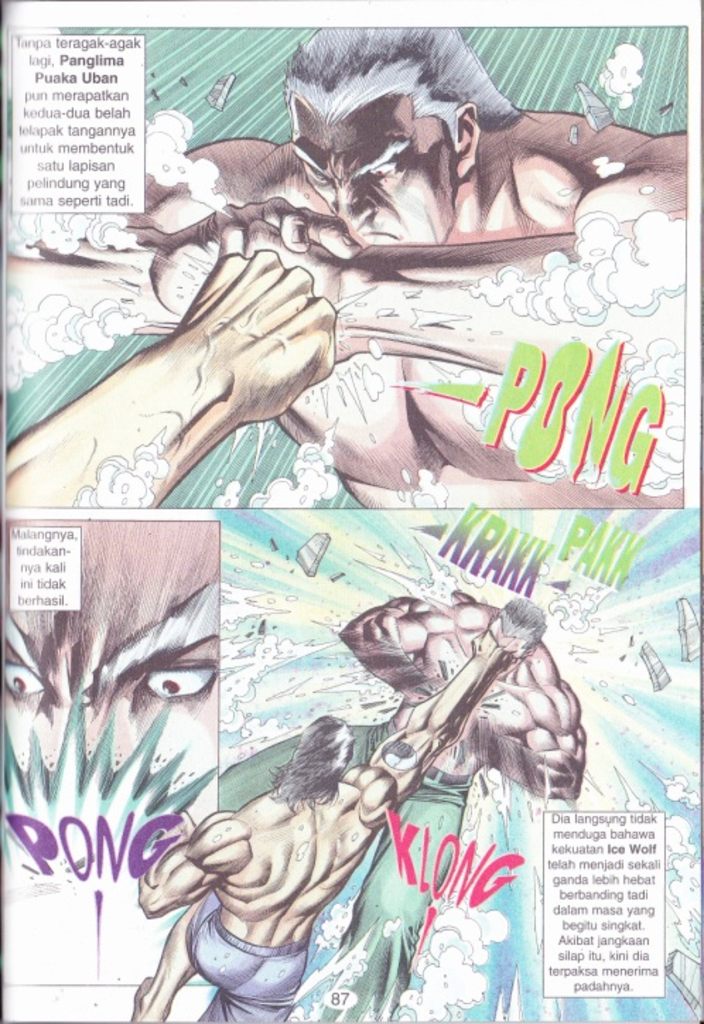 Tanpa teragak-agak
lagi, Panglima
Puaka Uban
pun merapatkan
kedua-dua belah
telapak tangannya
untuk membentuk
satu lapisan
pelindung yang
sama seperti tadi.
PONG
KRAKK PAKK
Malangnya,
tindakan-
nya kali
ini tidak
berhasil.
PONG!
KLONG!
Dia langsung tidak
menduga bahawa
kekuatan Ice Wolf
telah menjadi sekali
ganda lebih hebat
berbanding tadi
dalam masa yang
begitu singkat.
Akibat jangkaan
silap itu, kini dia
terpaksa menerima
padahnya.
87